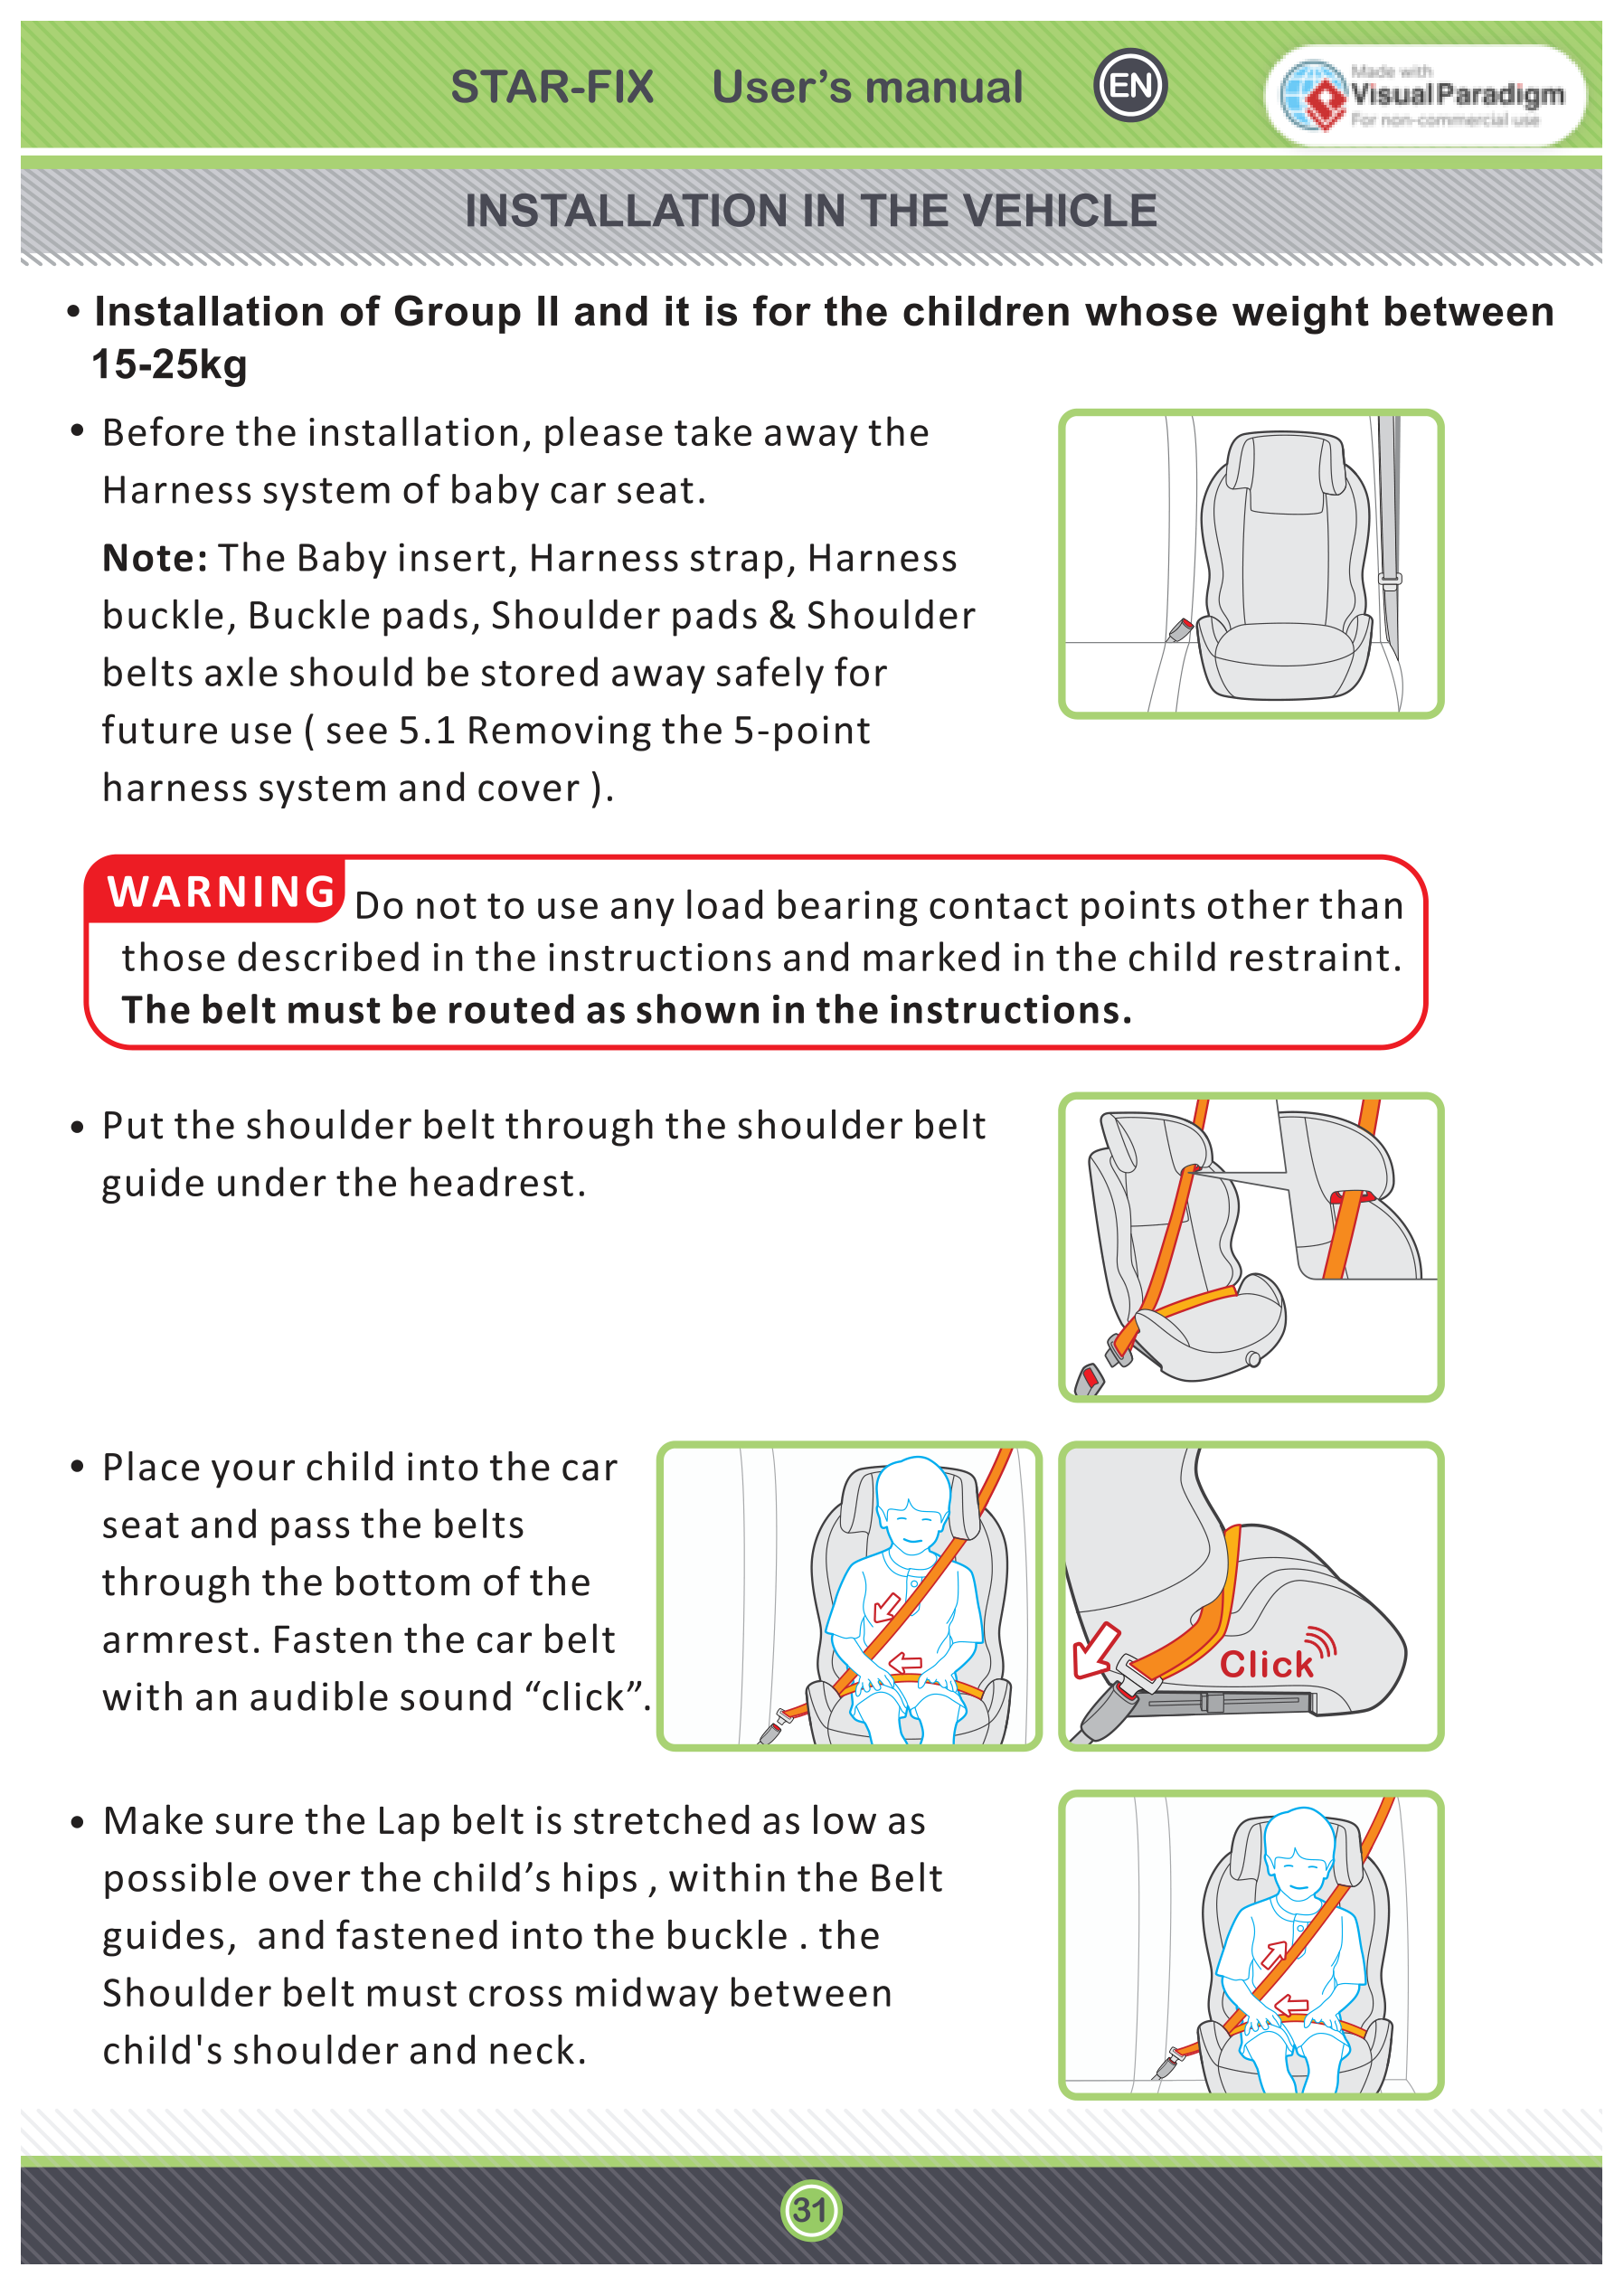 STAR-FIX User’s manual EN
Made with
Visual Paradigm
For non-commercial use
INSTALLATION IN THE VEHICLE
• Installation of Group II and it is for the children whose weight between
15-25kg
• Before the installation, please take away the
Harness system of baby car seat.
Note: The Baby insert, Harness strap, Harness
buckle, Buckle pads, Shoulder pads & Shoulder
belts axle should be stored away safely for
future use ( see 5.1 Removing the 5-point
harness system and cover ).
WARNING Do not to use any load bearing contact points other than
those described in the instructions and marked in the child restraint.
The belt must be routed as shown in the instructions.
• Put the shoulder belt through the shoulder belt
guide under the headrest.
• Place your child into the car
seat and pass the belts
through the bottom of the
armrest. Fasten the car belt
with an audible sound “click”.
Click
• Make sure the Lap belt is stretched as low as
possible over the child’s hips , within the Belt
guides, and fastened into the buckle . the
Shoulder belt must cross midway between
child's shoulder and neck.
31